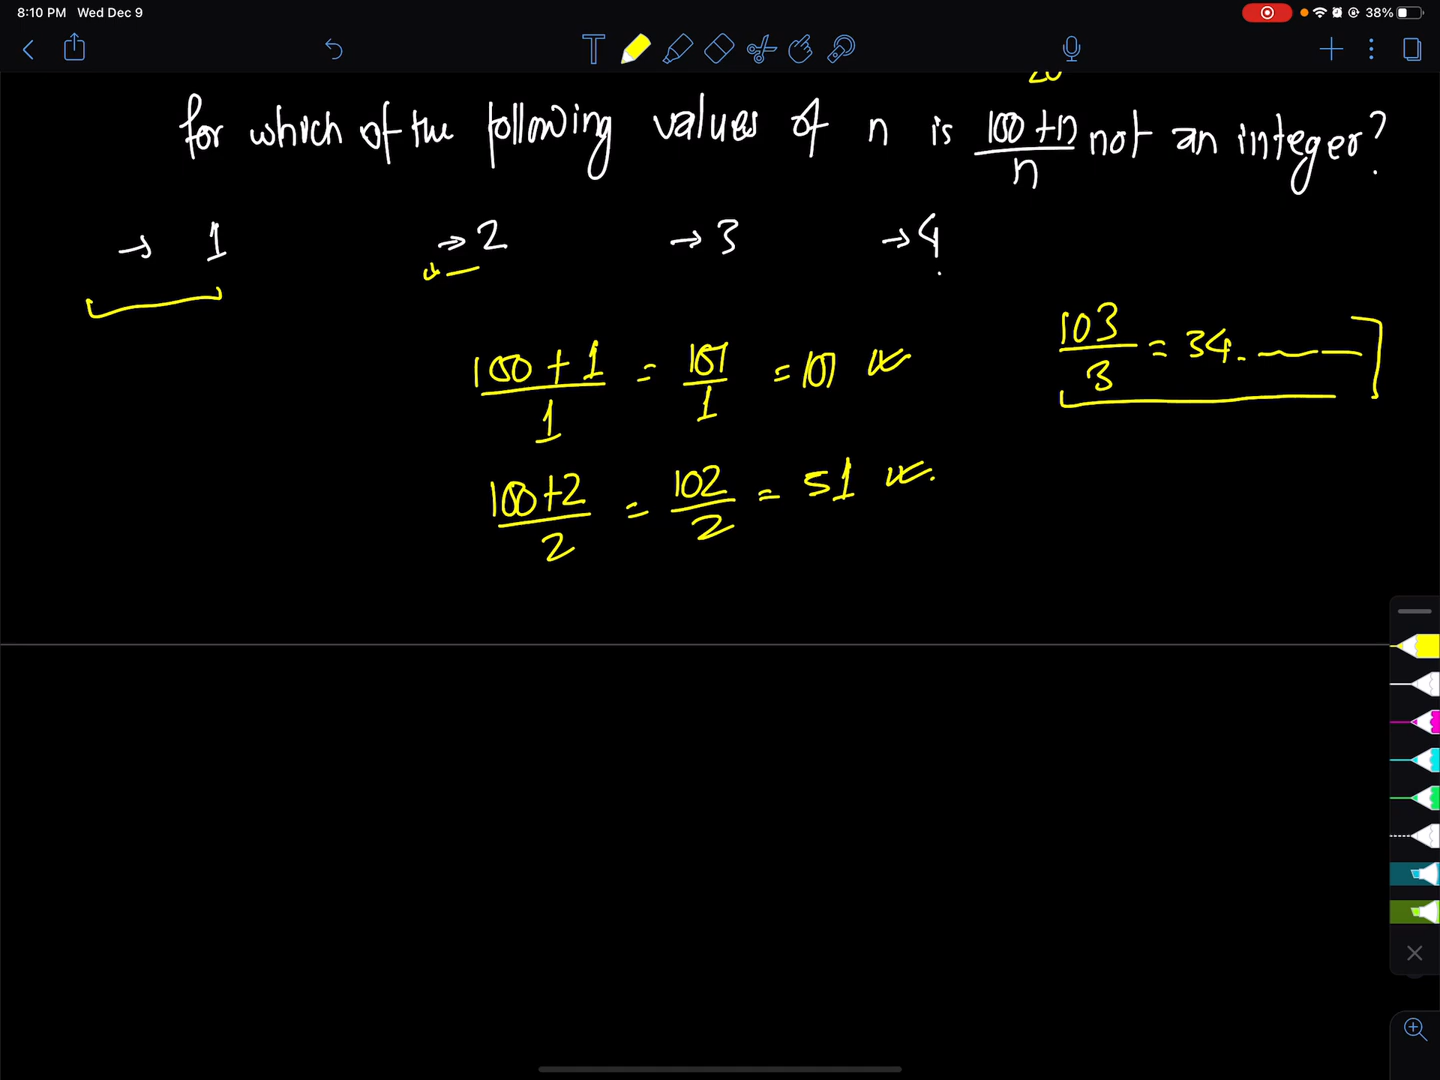 8:10 PM Wed Dec 9 38%
for which of the following values of n is (100+n)/n not an integer?
→ 1 → 2 → 3 → 4
(100+1)/1 = 101/1 = 101
103/3 = 34.
(100+2)/2 = 102/2 = 51